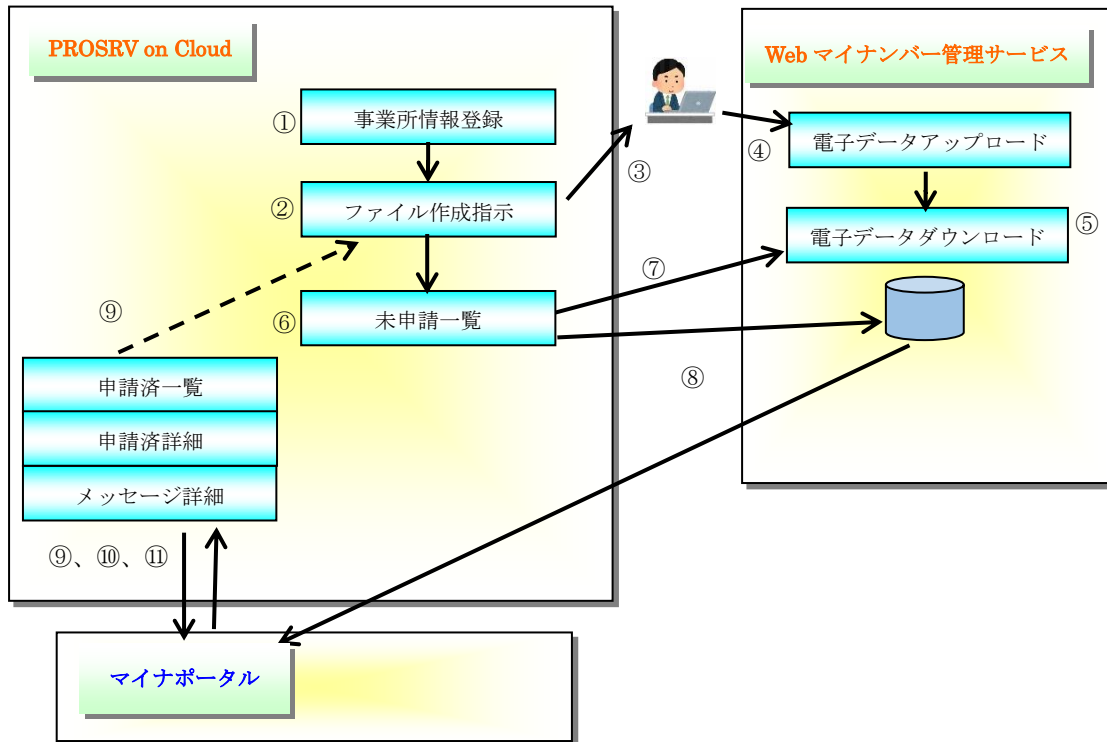 PROSRV on Cloud
① 事業所情報登録
② ファイル作成指示
③
⑥ 未申請一覧
⑨
申請済一覧
申請済詳細
メッセージ詳細
⑨、⑩、⑪
Web マイナンバー管理サービス
④ 電子データアップロード
電子データダウンロード ⑤
⑦
⑧
マイナポータル